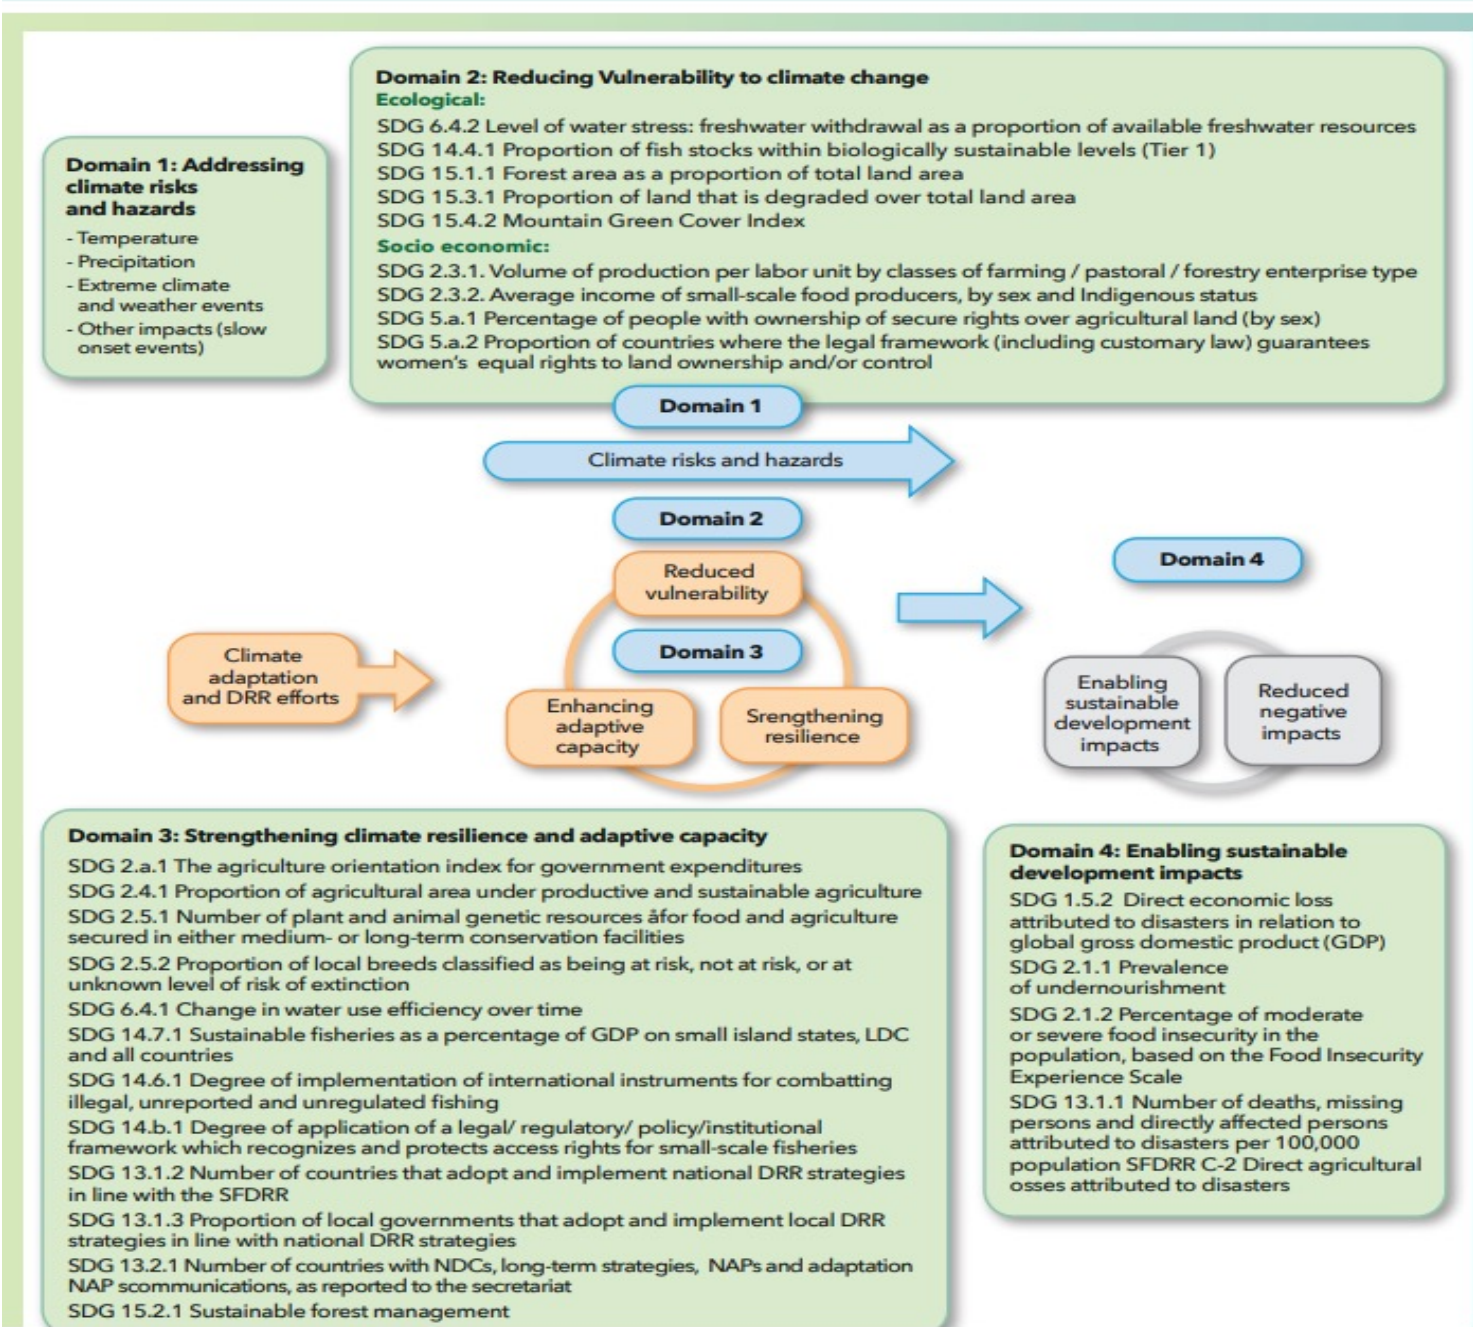 Domain 2: Reducing Vulnerability to climate change
Ecological:
SDG 6.4.2 Level of water stress: freshwater withdrawal as a proportion of available freshwater resources
SDG 14.4.1 Proportion of fish stocks within biologically sustainable levels (Tier 1)
SDG 15.1.1 Forest area as a proportion of total land area
SDG 15.3.1 Proportion of land that is degraded over total land area
SDG 15.4.2 Mountain Green Cover Index
Socio economic:
SDG 2.3.1. Volume of production per labor unit by classes of farming / pastoral / forestry enterprise type
SDG 2.3.2. Average income of small-scale food producers, by sex and Indigenous status
SDG 5.a.1 Percentage of people with ownership of secure rights over agricultural land (by sex)
SDG 5.a.2 Proportion of countries where the legal framework (including customary law) guarantees
women's equal rights to land ownership and/or control
Domain 1: Addressing
climate risks
and hazards
- Temperature
- Precipitation
- Extreme climate
and weather events
- Other impacts (slow
onset events)
Domain 1
Climate risks and hazards
Domain 2
Reduced
vulnerability
Domain 3
Climate
adaptation
and DRR efforts
Enhancing
adaptive
capacity
Srengthening
resilience
Domain 4
Enabling
sustainable
development
impacts
Reduced
negative
impacts
Domain 3: Strengthening climate resilience and adaptive capacity
SDG 2.a.1 The agriculture orientation index for government expenditures
SDG 2.4.1 Proportion of agricultural area under productive and sustainable agriculture
SDG 2.5.1 Number of plant and animal genetic resources åfor food and agriculture
secured in either medium- or long-term conservation facilities
SDG 2.5.2 Proportion of local breeds classified as being at risk, not at risk, or at
unknown level of risk of extinction
SDG 6.4.1 Change in water use efficiency over time
SDG 14.7.1 Sustainable fisheries as a percentage of GDP on small island states, LDC
and all countries
SDG 14.6.1 Degree of implementation of international instruments for combatting
illegal, unreported and unregulated fishing
SDG 14.b.1 Degree of application of a legal/ regulatory/ policy/institutional
framework which recognizes and protects access rights for small-scale fisheries
SDG 13.1.2 Number of countries that adopt and implement national DRR strategies
in line with the SFDRR
SDG 13.1.3 Proportion of local governments that adopt and implement local DRR
strategies in line with national DRR strategies
SDG 13.2.1 Number of countries with NDCs, long-term strategies, NAPs and adaptation
NAP scommunications, as reported to the secretariat
SDG 15.2.1 Sustainable forest management
Domain 4: Enabling sustainable
development impacts
SDG 1.5.2 Direct economic loss
attributed to disasters in relation to
global gross domestic product (GDP)
SDG 2.1.1 Prevalence
of undernourishment
SDG 2.1.2 Percentage of moderate
or severe food insecurity in the
population, based on the Food Insecurity
Experience Scale
SDG 13.1.1 Number of deaths, missing
persons and directly affected persons
attributed to disasters per 100,000
population SFDRR C-2 Direct agricultural
osses attributed to disasters